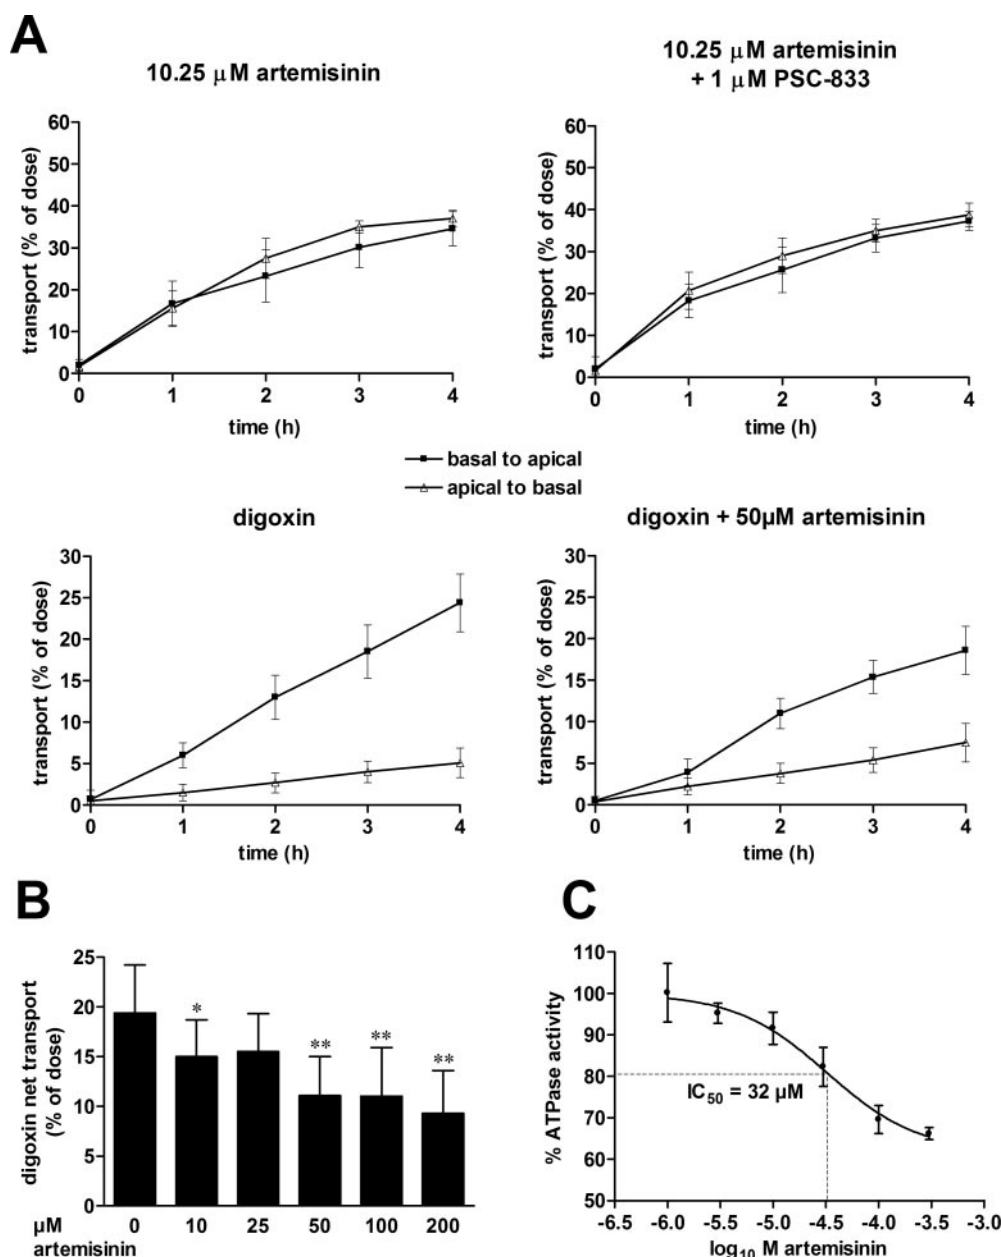 A
10.25 μM artemisinin
10.25 μM artemisinin
+ 1 μM PSC-833
transport (% of dose)
60
50
40
30
20
10
0
0 1 2 3 4
time (h)
transport (% of dose)
60
50
40
30
20
10
0
0 1 2 3 4
time (h)
basal to apical
apical to basal
digoxin
digoxin + 50μM artemisinin
transport (% of dose)
30
25
20
15
10
5
0
0 1 2 3 4
time (h)
transport (% of dose)
30
25
20
15
10
5
0
0 1 2 3 4
time (h)
B
digoxin net transport
(% of dose)
25
20
15
10
5
0
* ** ** **
μM 0 10 25 50 100 200
artemisinin
C
% ATPase activity
110
100
90
80
70
60
50
IC50 = 32 μM
-6.5 -6.0 -5.5 -5.0 -4.5 -4.0 -3.5 -3.0
log10 M artemisinin